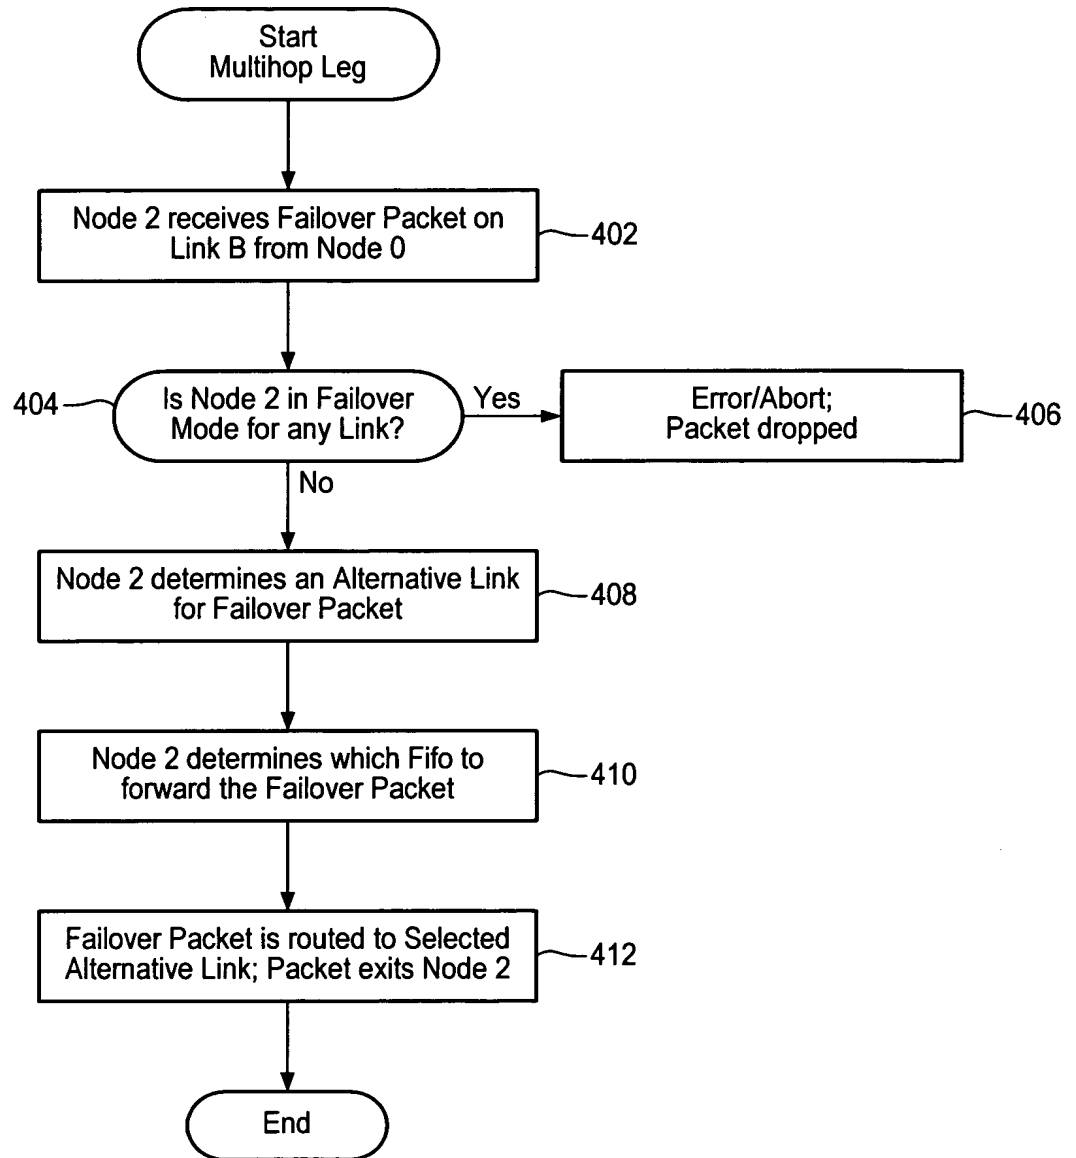 Start
Multihop Leg
Node 2 receives Failover Packet on
Link B from Node 0
402
404
Is Node 2 in Failover
Mode for any Link?
Yes
Error/Abort;
Packet dropped
406
No
Node 2 determines an Alternative Link
for Failover Packet
408
Node 2 determines which Fifo to
forward the Failover Packet
410
Failover Packet is routed to Selected
Alternative Link; Packet exits Node 2
412
End